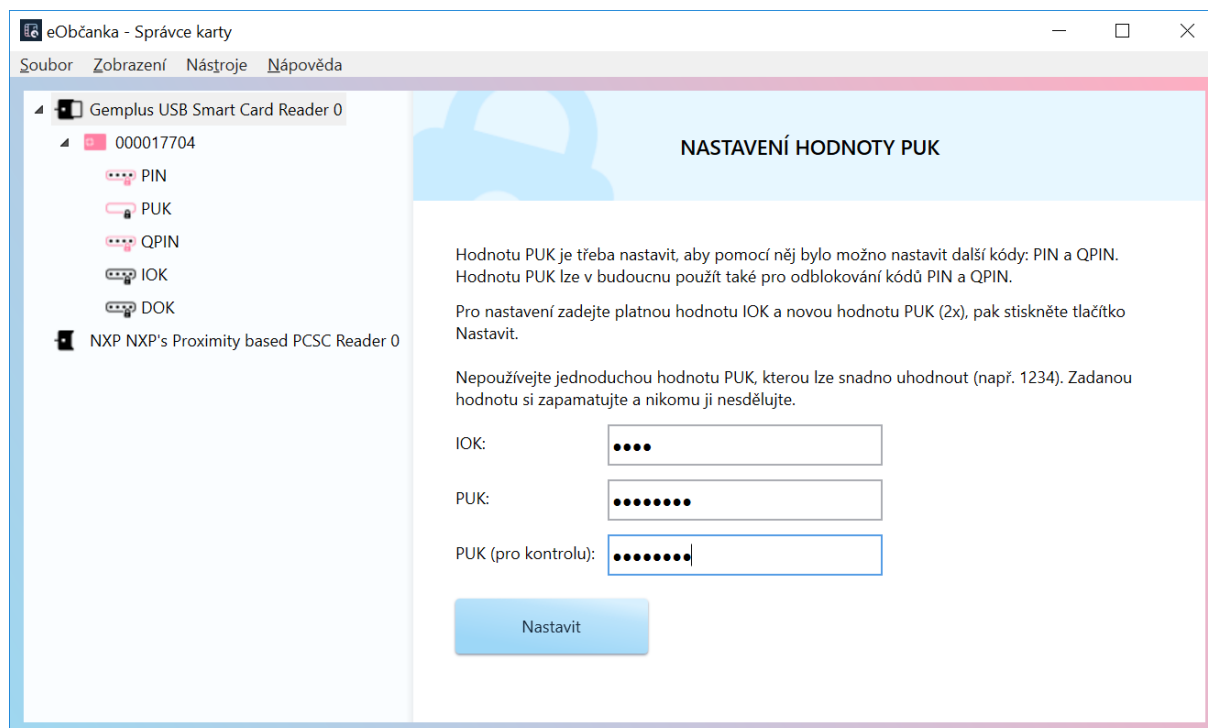 eObčanka - Správce karty
Soubor Zobrazení Nástroje Nápověda
Gemplus USB Smart Card Reader 0
000017704
PIN
PUK
QPIN
IOK
DOK
NXP NXP's Proximity based PCSC Reader 0
NASTAVENÍ HODNOTY PUK
Hodnotu PUK je třeba nastavit, aby pomocí něj bylo možno nastavit další kódy: PIN a QPIN.
Hodnotu PUK lze v budoucnu použít také pro odblokování kódů PIN a QPIN.
Pro nastavení zadejte platnou hodnotu IOK a novou hodnotu PUK (2x), pak stiskněte tlačítko
Nastavit.
Nepoužívejte jednoduchou hodnotu PUK, kterou lze snadno uhodnout (např. 1234). Zadanou
hodnotu si zapamatujte a nikomu ji nesdělujte.
IOK: ●●●●
PUK: ●●●●●●●●
PUK (pro kontrolu): ●●●●●●●●
Nastavit